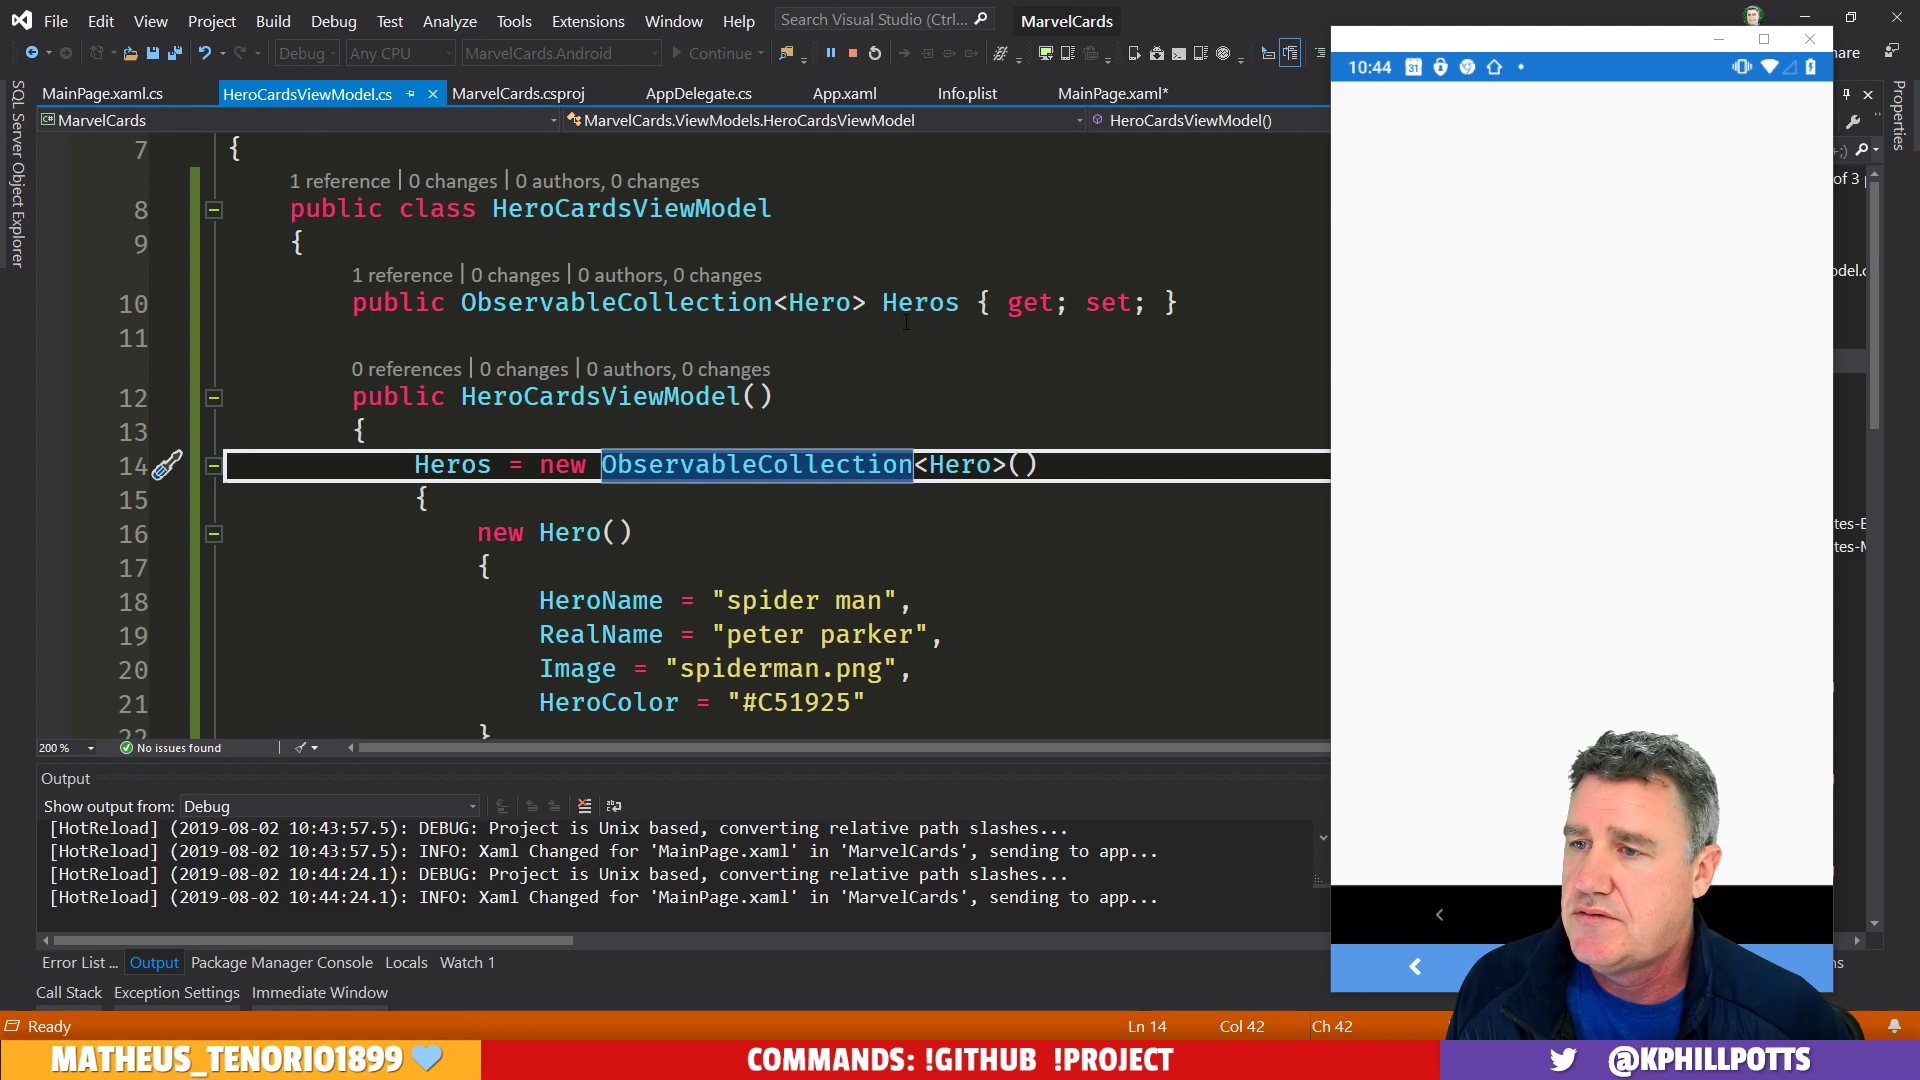 File Edit View Project Build Debug Test Analyze Tools Extensions Window Help Search Visual Studio (Ctrl... MarvelCards
Debug Any CPU MarvelCards.Android Continue
MainPage.xaml.cs HeroCardsViewModel.cs MarvelCards.csproj AppDelegate.cs App.xaml Info.plist MainPage.xaml*
MarvelCards MarvelCards.ViewModels.HeroCardsViewModel HeroCardsViewModel()
SQL Server Object Explorer
Properties
10:44
31
7 {
1 reference | 0 changes | 0 authors, 0 changes
8 public class HeroCardsViewModel
9 {
1 reference | 0 changes | 0 authors, 0 changes
10 public ObservableCollection<Hero> Heros { get; set; }
11
0 references | 0 changes | 0 authors, 0 changes
12 public HeroCardsViewModel()
13 {
14 Heros = new ObservableCollection<Hero>()
15 {
16 new Hero()
17 {
18 HeroName = "spider man",
19 RealName = "peter parker",
20 Image = "spiderman.png",
21 HeroColor = "#C51925"
22 }
200 % No issues found
Output
Show output from: Debug
[HotReload] (2019-08-02 10:43:57.5): DEBUG: Project is Unix based, converting relative path slashes...
[HotReload] (2019-08-02 10:43:57.5): INFO: Xaml Changed for 'MainPage.xaml' in 'MarvelCards', sending to app...
[HotReload] (2019-08-02 10:44:24.1): DEBUG: Project is Unix based, converting relative path slashes...
[HotReload] (2019-08-02 10:44:24.1): INFO: Xaml Changed for 'MainPage.xaml' in 'MarvelCards', sending to app...
Error List ... Output Package Manager Console Locals Watch 1
Call Stack Exception Settings Immediate Window
Ready Ln 14 Col 42 Ch 42
MATHEUS_TENORIO1899 COMMANDS: !GITHUB !PROJECT @KPHILLPOTTS